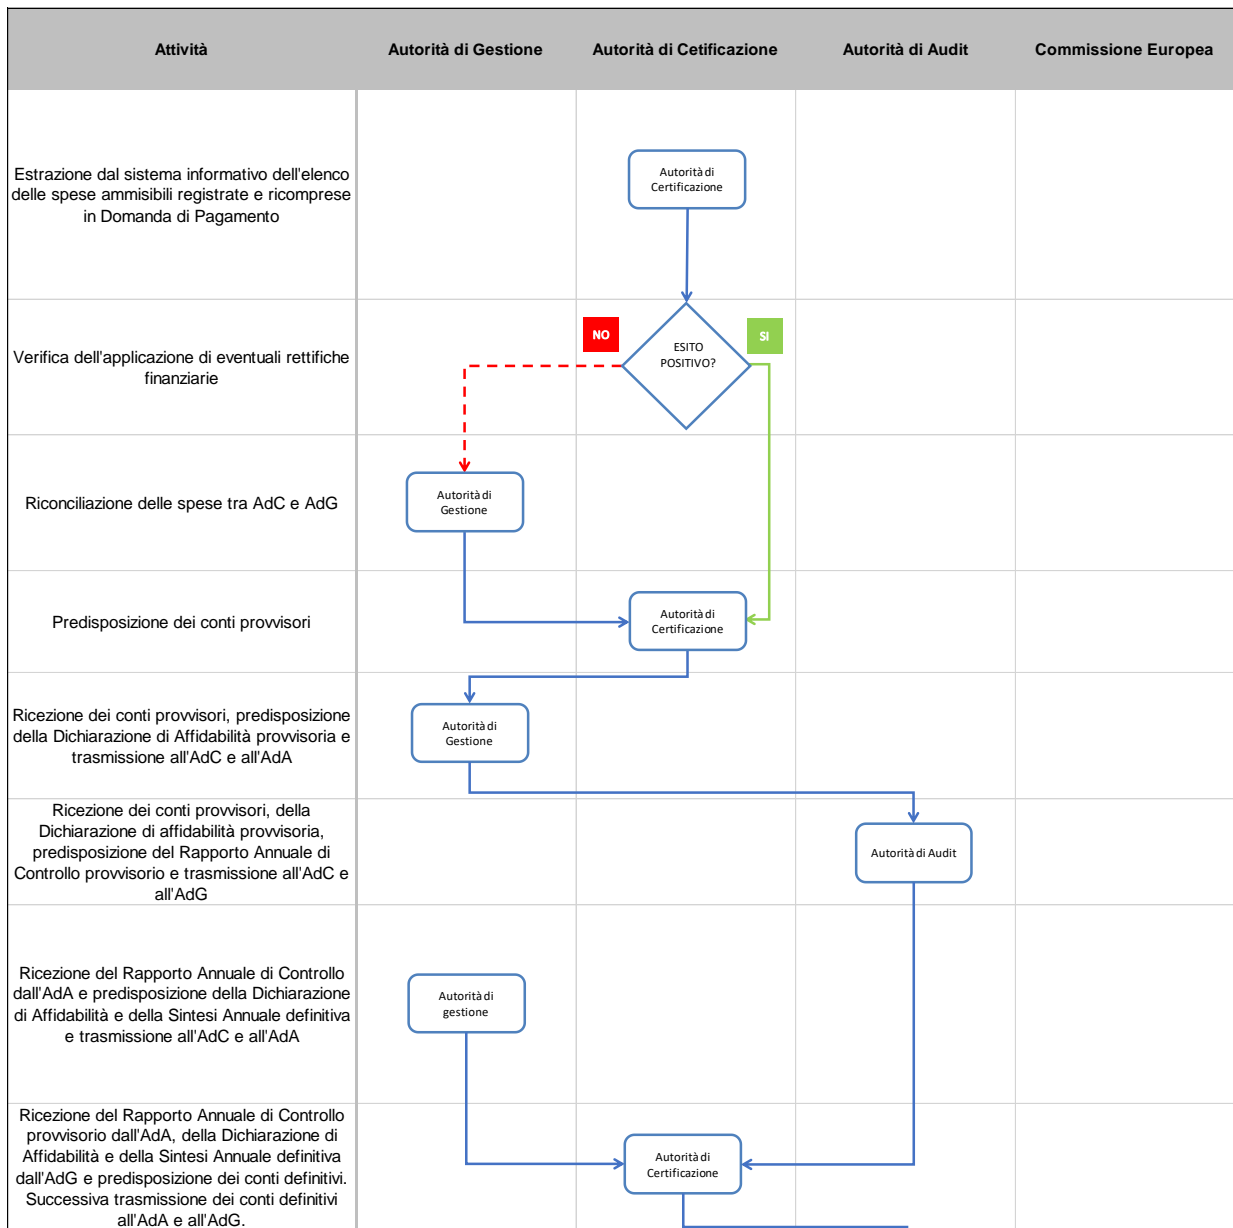 Attività
Autorità di Gestione
Autorità di Cetificazione
Autorità di Audit
Commissione Europea
Estrazione dal sistema informativo dell'elenco
delle spese ammisibili registrate e ricomprese
in Domanda di Pagamento
Autorità di
Certificazione
Verifica dell'applicazione di eventuali rettifiche
finanziarie
NO
ESITO
POSITIVO?
SI
Riconciliazione delle spese tra AdC e AdG
Autorità di
Gestione
Predisposizione dei conti provvisori
Autorità di
Certificazione
Ricezione dei conti provvisori, predisposizione
della Dichiarazione di Affidabilità provvisoria e
trasmissione all'AdC e all'AdA
Autorità di
Gestione
Ricezione dei conti provvisori, della
Dichiarazione di affidabilità provvisoria,
predisposizione del Rapporto Annuale di
Controllo provvisorio e trasmissione all'AdC e
all'AdG
Autorità di Audit
Ricezione del Rapporto Annuale di Controllo
dall'AdA e predisposizione della Dichiarazione
di Affidabilità e della Sintesi Annuale definitiva
e trasmissione all'AdC e all'AdA
Autorità di
gestione
Ricezione del Rapporto Annuale di Controllo
provvisorio dall'AdA, della Dichiarazione di
Affidabilità e della Sintesi Annuale definitiva
dall'AdG e predisposizione dei conti definitivi.
Successiva trasmissione dei conti definitivi
all'AdA e all'AdG.
Autorità di
Certificazione